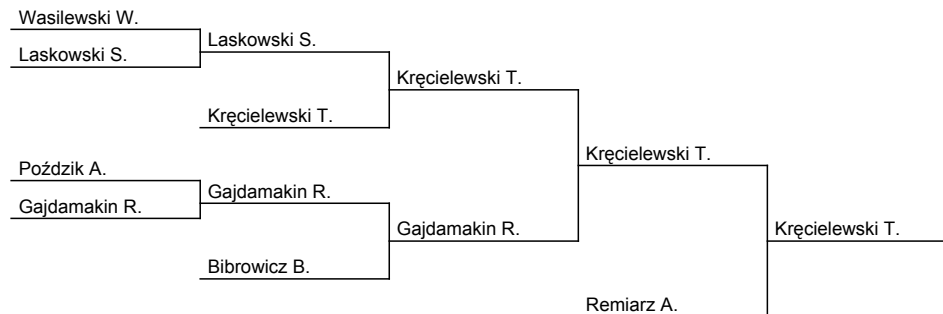 Wasilewski W.
Laskowski S.
Laskowski S.
Kręcielewski T.
Kręcielewski T.
Kręcielewski T.
Poździk A.
Gajdamakin R.
Gajdamakin R.
Gajdamakin R.
Kręcielewski T.
Bibrowicz B.
Remiarz A.